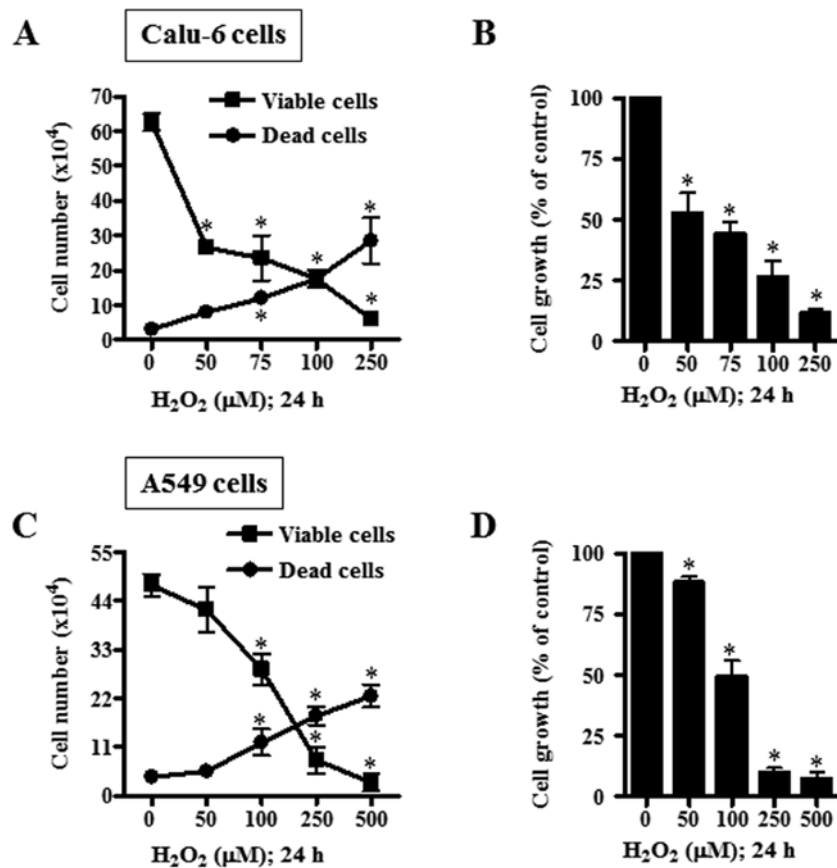 A
Calu-6 cells
Cell number (x10⁴)
70
60
50
40
30
20
10
0
Viable cells
Dead cells
*
*
*
*
*
*
0 50 75 100 250
H₂O₂ (µM); 24 h
B
Cell growth (% of control)
100
75
50
25
0
*
*
*
*
0 50 75 100 250
H₂O₂ (µM); 24 h
A549 cells
C
Cell number (x10⁴)
55
44
33
22
11
0
Viable cells
Dead cells
*
*
*
*
*
*
0 50 100 250 500
H₂O₂ (µM); 24 h
D
Cell growth (% of control)
100
75
50
25
0
*
*
*
*
0 50 100 250 500
H₂O₂ (µM); 24 h